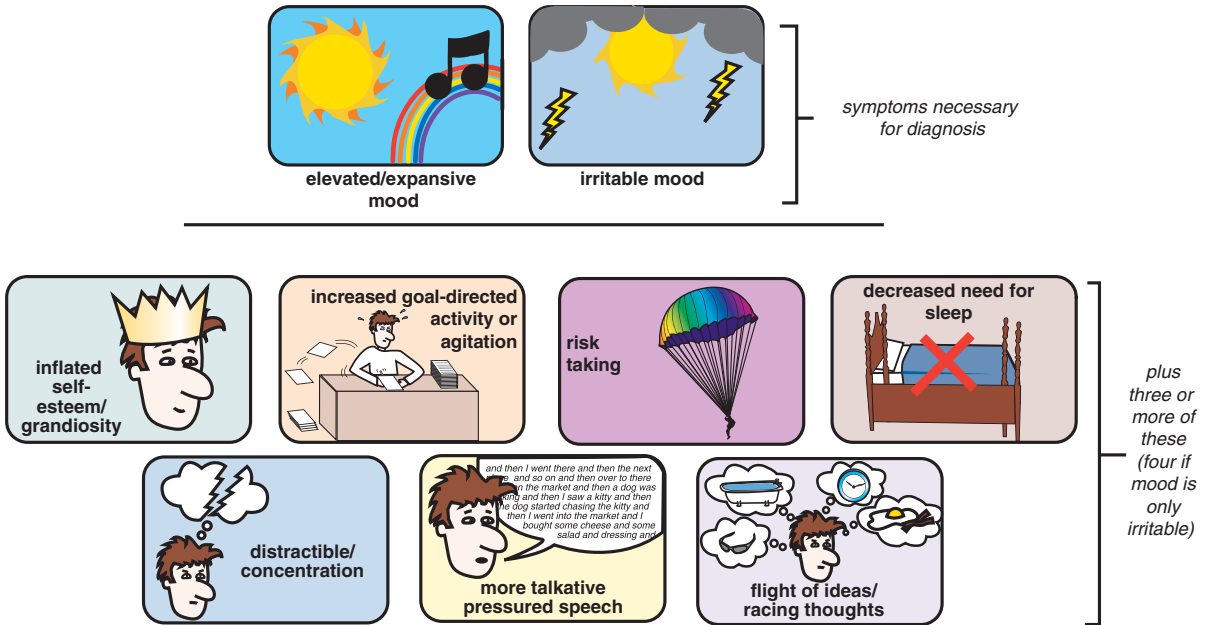 elevated/expansive
mood
irritable mood
symptoms necessary
for diagnosis
inflated
self-
esteem/
grandiosity
increased goal-directed
activity or
agitation
risk
taking
decreased need for
sleep
plus
three or
more of
these
(four if
mood is
only
irritable)
distractible/
concentration
and then I went there and then the next
and so on and then over to there
the market and then a dog was
and then I saw a kitty and then
the dog started chasing the kitty and
then I went into the market and I
bought some cheese and some
salad and dressing and
more talkative
pressured speech
flight of ideas/
racing thoughts